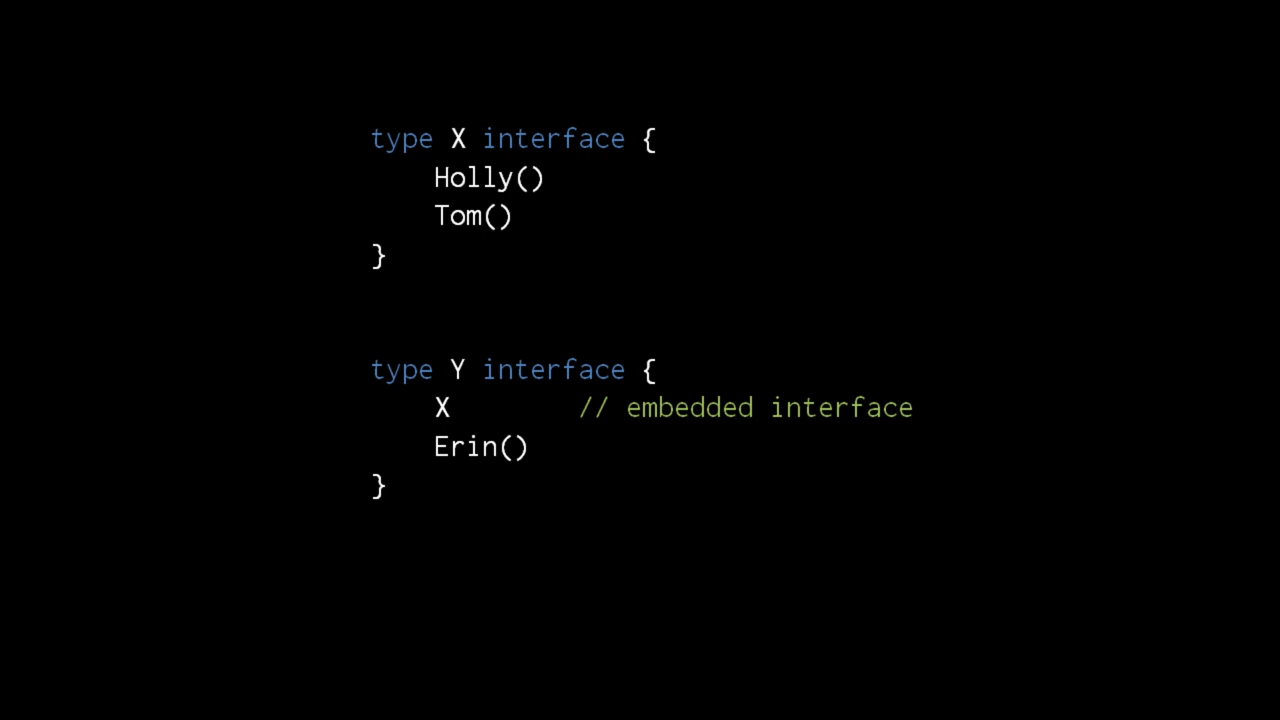 type X interface {
    Holly()
    Tom()
}
type Y interface {
    X        // embedded interface
    Erin()
}